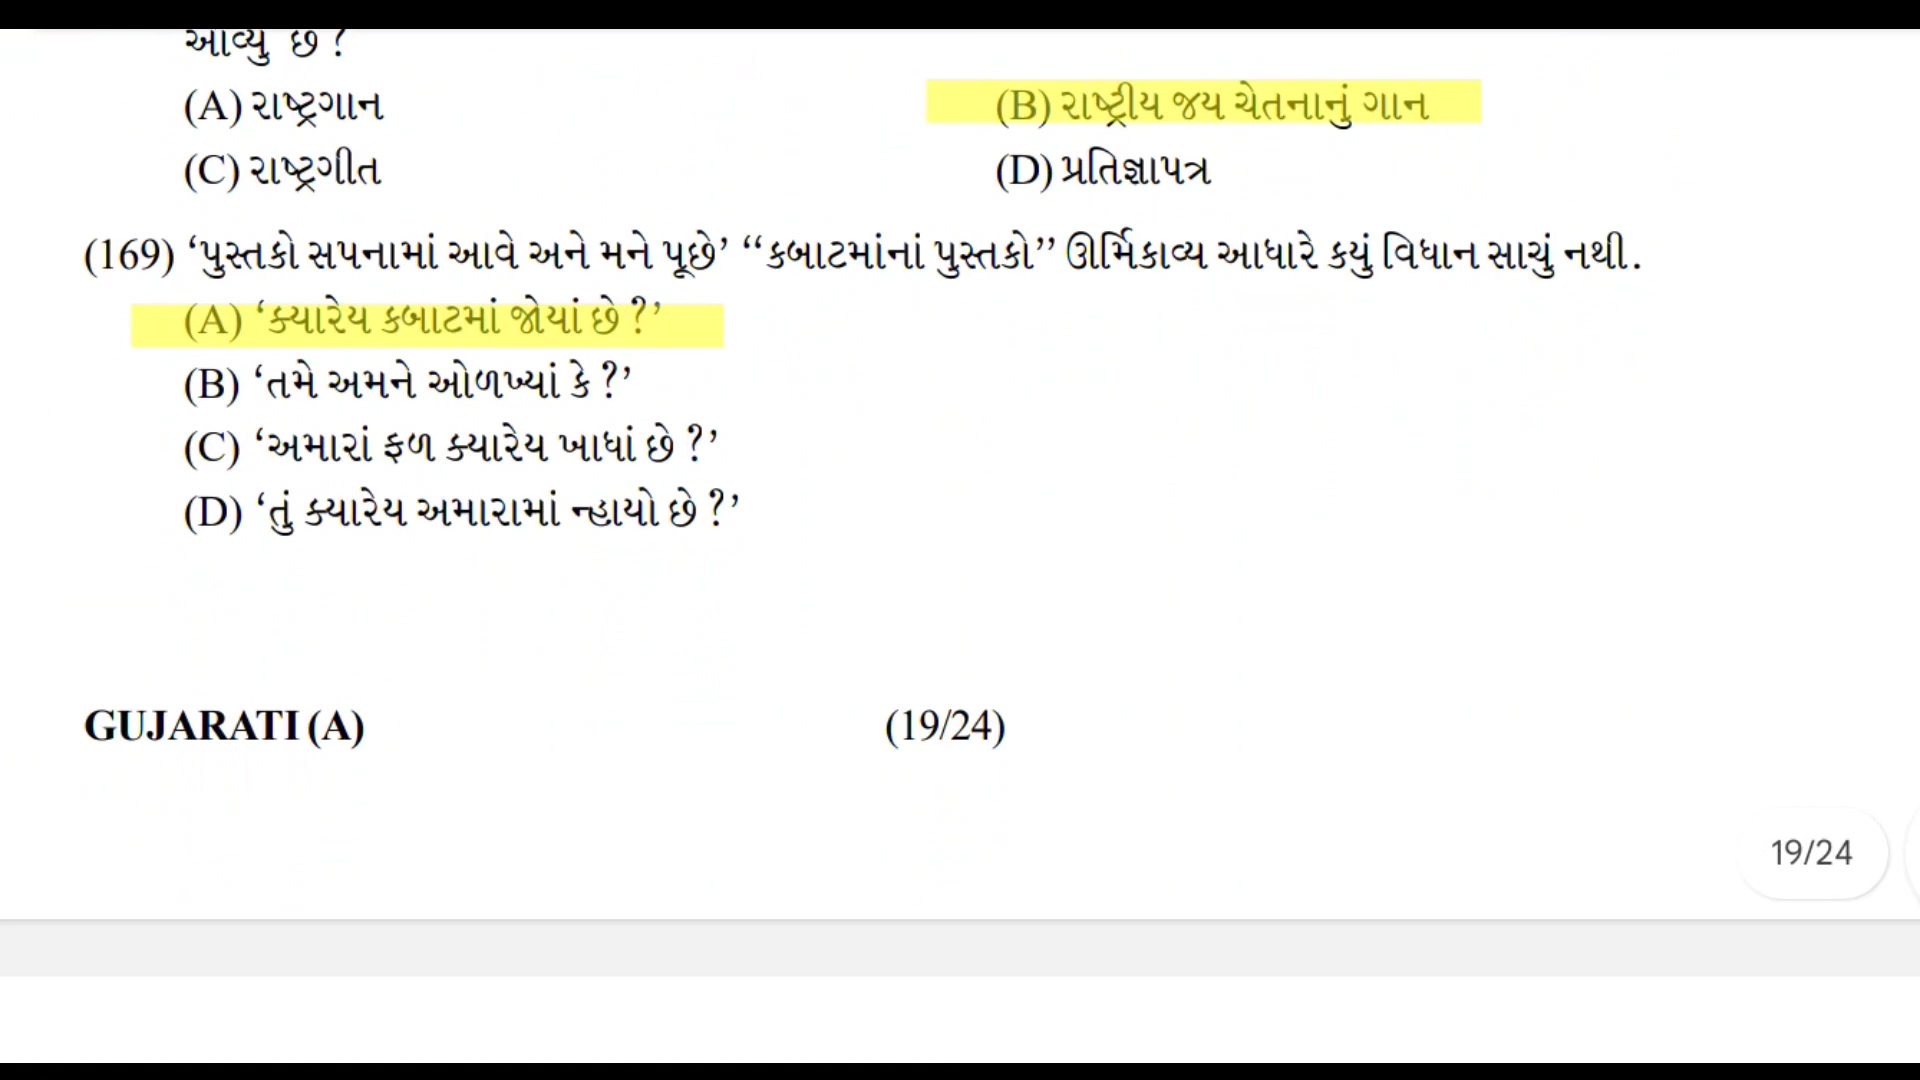 આવ્યું છે ?
(A) રાષ્ટ્રગાન
(B) રાષ્ટ્રીય જય ચેતનાનું ગાન
(C) રાષ્ટ્રગીત
(D) પ્રતિજ્ઞાપત્ર
(169) ‘પુસ્તકો સપનામાં આવે અને મને પૂછે’ “કબાટમાંનાં પુસ્તકો” ઊર્મિકાવ્ય આધારે કયું વિધાન સાચું નથી.
(A) ‘ક્યારેય કબાટમાં જોયાં છે ?’
(B) ‘તમે અમને ઓળખ્યાં કે ?’
(C) ‘અમારાં ફળ ક્યારેય ખાધાં છે ?’
(D) ‘તું ક્યારેય અમારામાં ન્હાયો છે ?’
GUJARATI (A) (19/24)
19/24